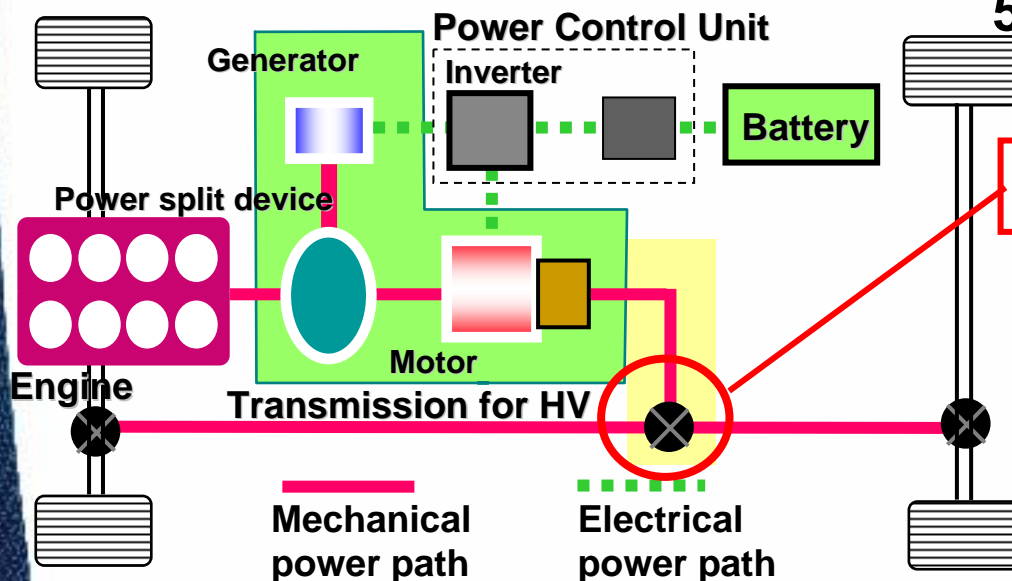 5
Power Control Unit
Generator
Inverter
Battery
Power split device
Motor
Engine
Transmission for HV
Mechanical
power path
Electrical
power path